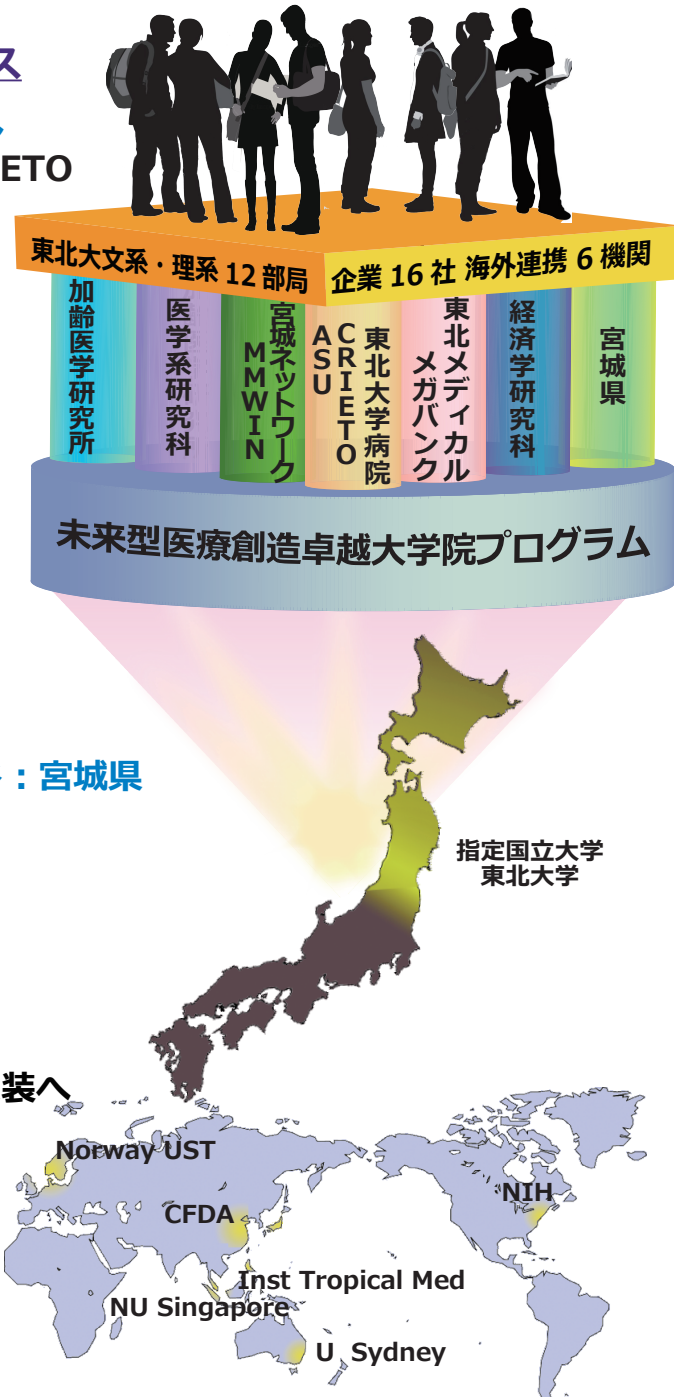 ス
ETO
東北大文系・理系 12 部局
企業 16 社 海外連携 6 機関
加齢医学研究所
医学系研究科
宮城ネットワーク
MMWIN
東北大学病院
CRIETO
ASU
東北メディカル
メガバンク
経済学研究科
宮城県
未来型医療創造卓越大学院プログラム
：宮城県
指定国立大学
東北大学
装へ
Norway UST
NIH
CFDA
Inst Tropical Med
NU Singapore
U Sydney